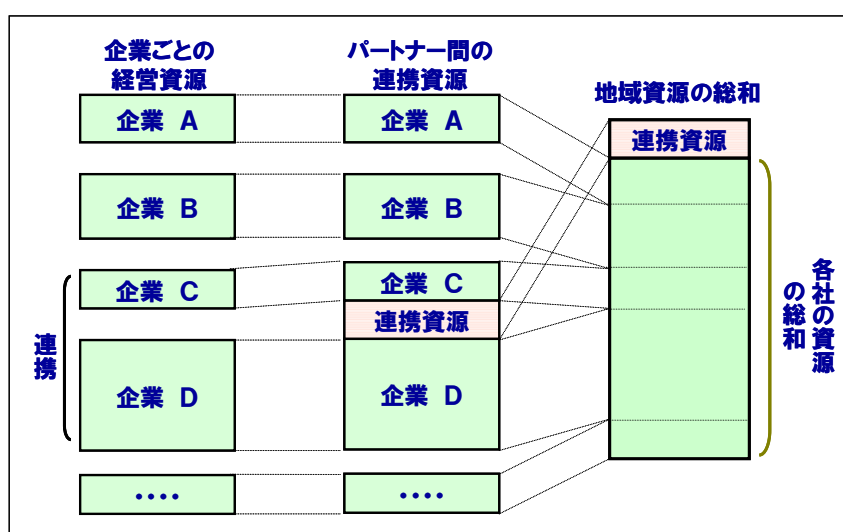 企業ごとの
経営資源
パートナー間の
連携資源
地域資源の総和
企業 A
企業 A
連携資源
企業 B
企業 B
企業 C
企業 C
連携資源
連携
企業 D
企業 D
各社の資源
の総和
‥‥
‥‥